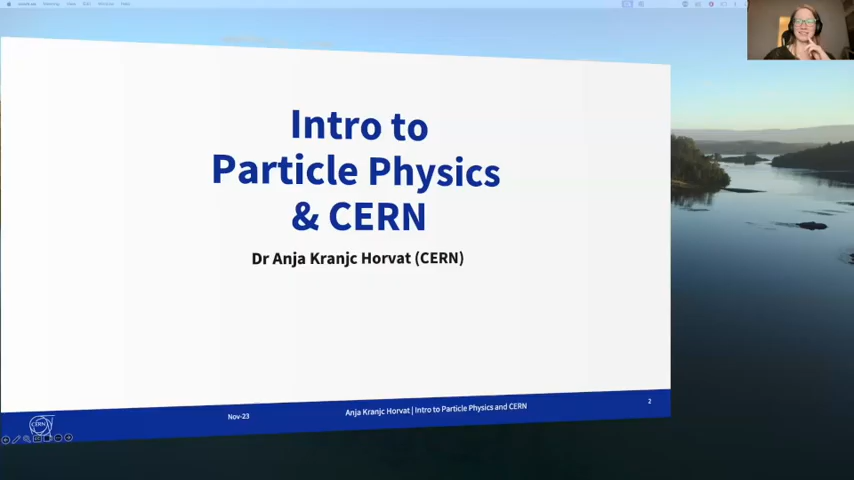 Intro to
Particle Physics
& CERN
Dr Anja Kranjc Horvat (CERN)
CERN
Nov-23
Anja Kranjc Horvat | Intro to Particle Physics and CERN
2